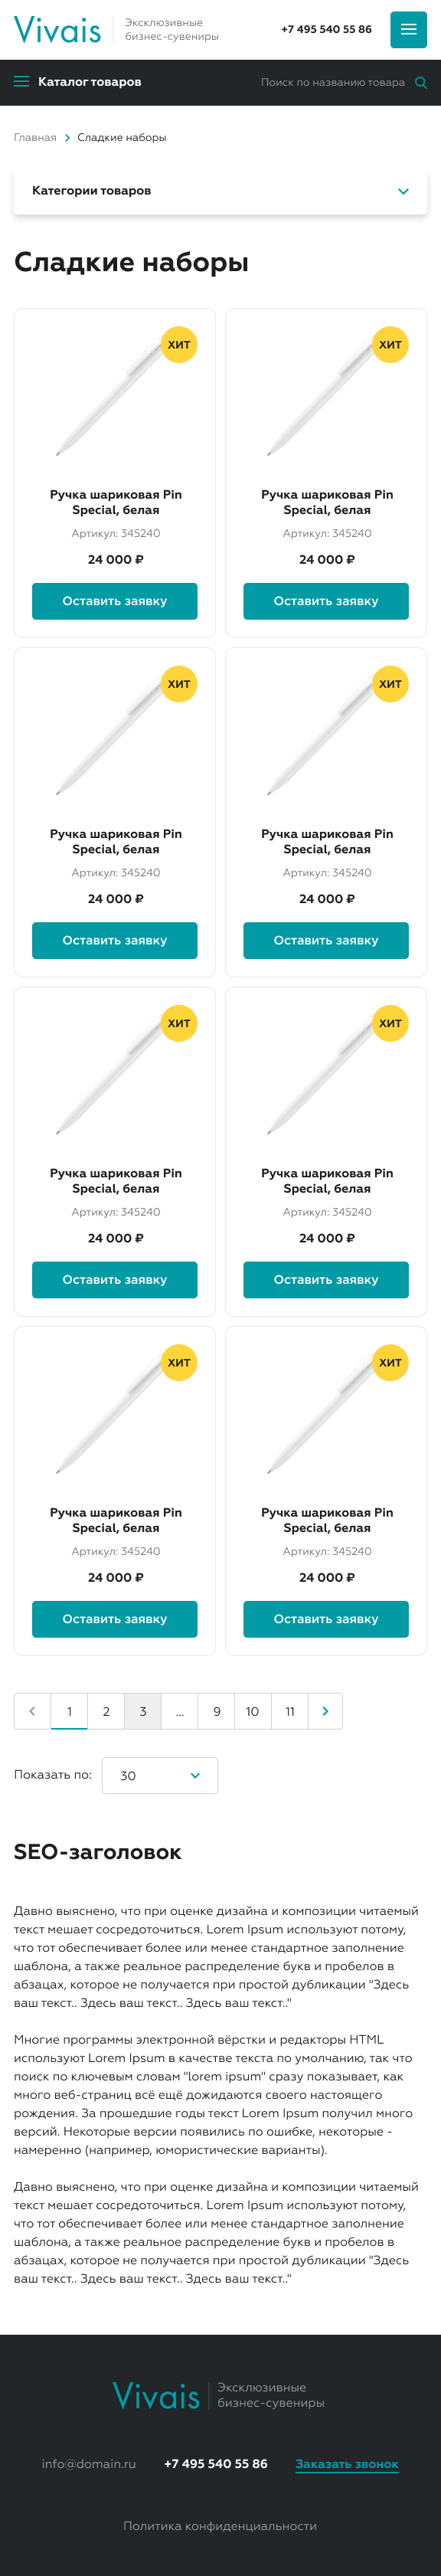 Vivais
Эксклюзивные
бизнес-сувениры
+7 495 540 55 86
Каталог товаров
Поиск по названию товара
Главная
Сладкие наборы
Категории товаров
Сладкие наборы
ХИТ
ХИТ
Ручка шариковая Pin
Special, белая
Артикул: 345240
24 000 ₽
Оставить заявку
Ручка шариковая Pin
Special, белая
Артикул: 345240
24 000 ₽
Оставить заявку
ХИТ
ХИТ
Ручка шариковая Pin
Special, белая
Артикул: 345240
24 000 ₽
Оставить заявку
Ручка шариковая Pin
Special, белая
Артикул: 345240
24 000 ₽
Оставить заявку
ХИТ
ХИТ
Ручка шариковая Pin
Special, белая
Артикул: 345240
24 000 ₽
Оставить заявку
Ручка шариковая Pin
Special, белая
Артикул: 345240
24 000 ₽
Оставить заявку
ХИТ
ХИТ
Ручка шариковая Pin
Special, белая
Артикул: 345240
24 000 ₽
Оставить заявку
Ручка шариковая Pin
Special, белая
Артикул: 345240
24 000 ₽
Оставить заявку
1 2 3 ... 9 10 11
Показать по: 30
SEO-заголовок
Давно выяснено, что при оценке дизайна и композиции читаемый
текст мешает сосредоточиться. Lorem Ipsum используют потому,
что тот обеспечивает более или менее стандартное заполнение
шаблона, а также реальное распределение букв и пробелов в
абзацах, которое не получается при простой дубликации "Здесь
ваш текст.. Здесь ваш текст.. Здесь ваш текст.."
Многие программы электронной вёрстки и редакторы HTML
используют Lorem Ipsum в качестве текста по умолчанию, так что
поиск по ключевым словам "lorem ipsum" сразу показывает, как
много веб-страниц всё ещё дожидаются своего настоящего
рождения. За прошедшие годы текст Lorem Ipsum получил много
версий. Некоторые версии появились по ошибке, некоторые -
намеренно (например, юмористические варианты).
Давно выяснено, что при оценке дизайна и композиции читаемый
текст мешает сосредоточиться. Lorem Ipsum используют потому,
что тот обеспечивает более или менее стандартное заполнение
шаблона, а также реальное распределение букв и пробелов в
абзацах, которое не получается при простой дубликации "Здесь
ваш текст.. Здесь ваш текст.. Здесь ваш текст.."
Vivais
Эксклюзивные
бизнес-сувениры
info@domain.ru
+7 495 540 55 86
Заказать звонок
Политика конфиденциальности